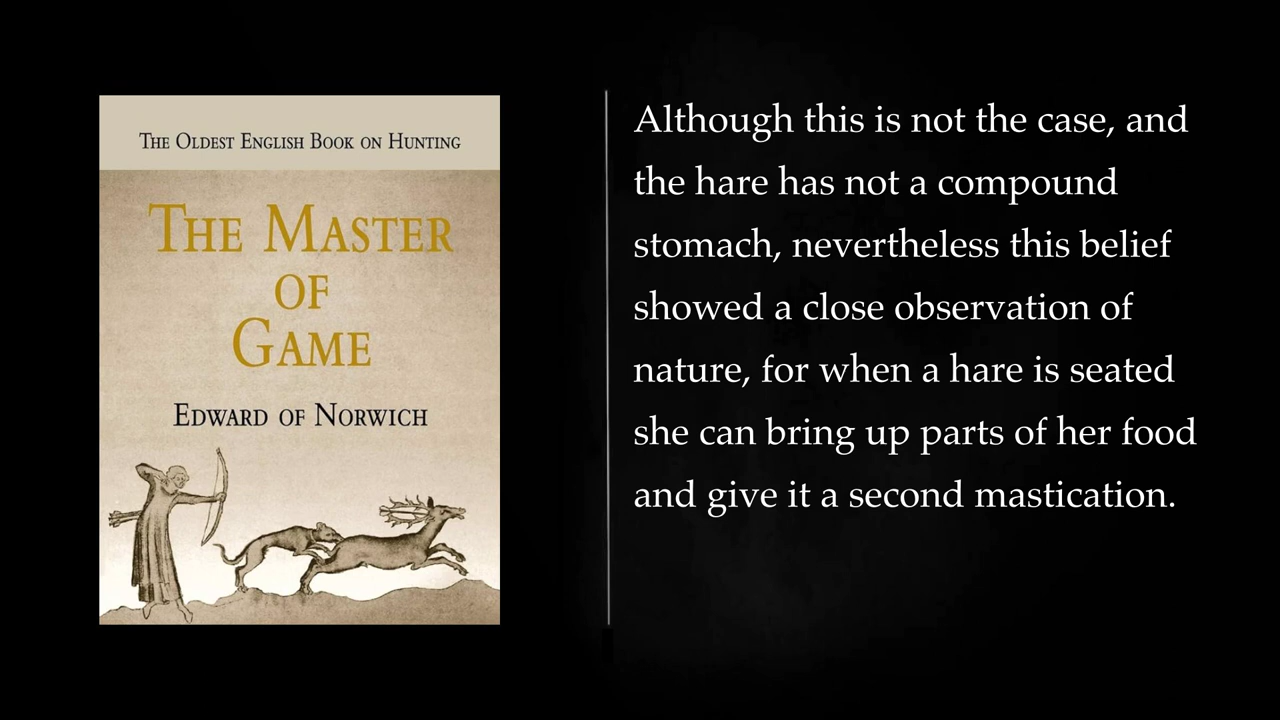 The Oldest English Book on Hunting
The Master
of
Game
Edward of Norwich
Although this is not the case, and
the hare has not a compound
stomach, nevertheless this belief
showed a close observation of
nature, for when a hare is seated
she can bring up parts of her food
and give it a second mastication.